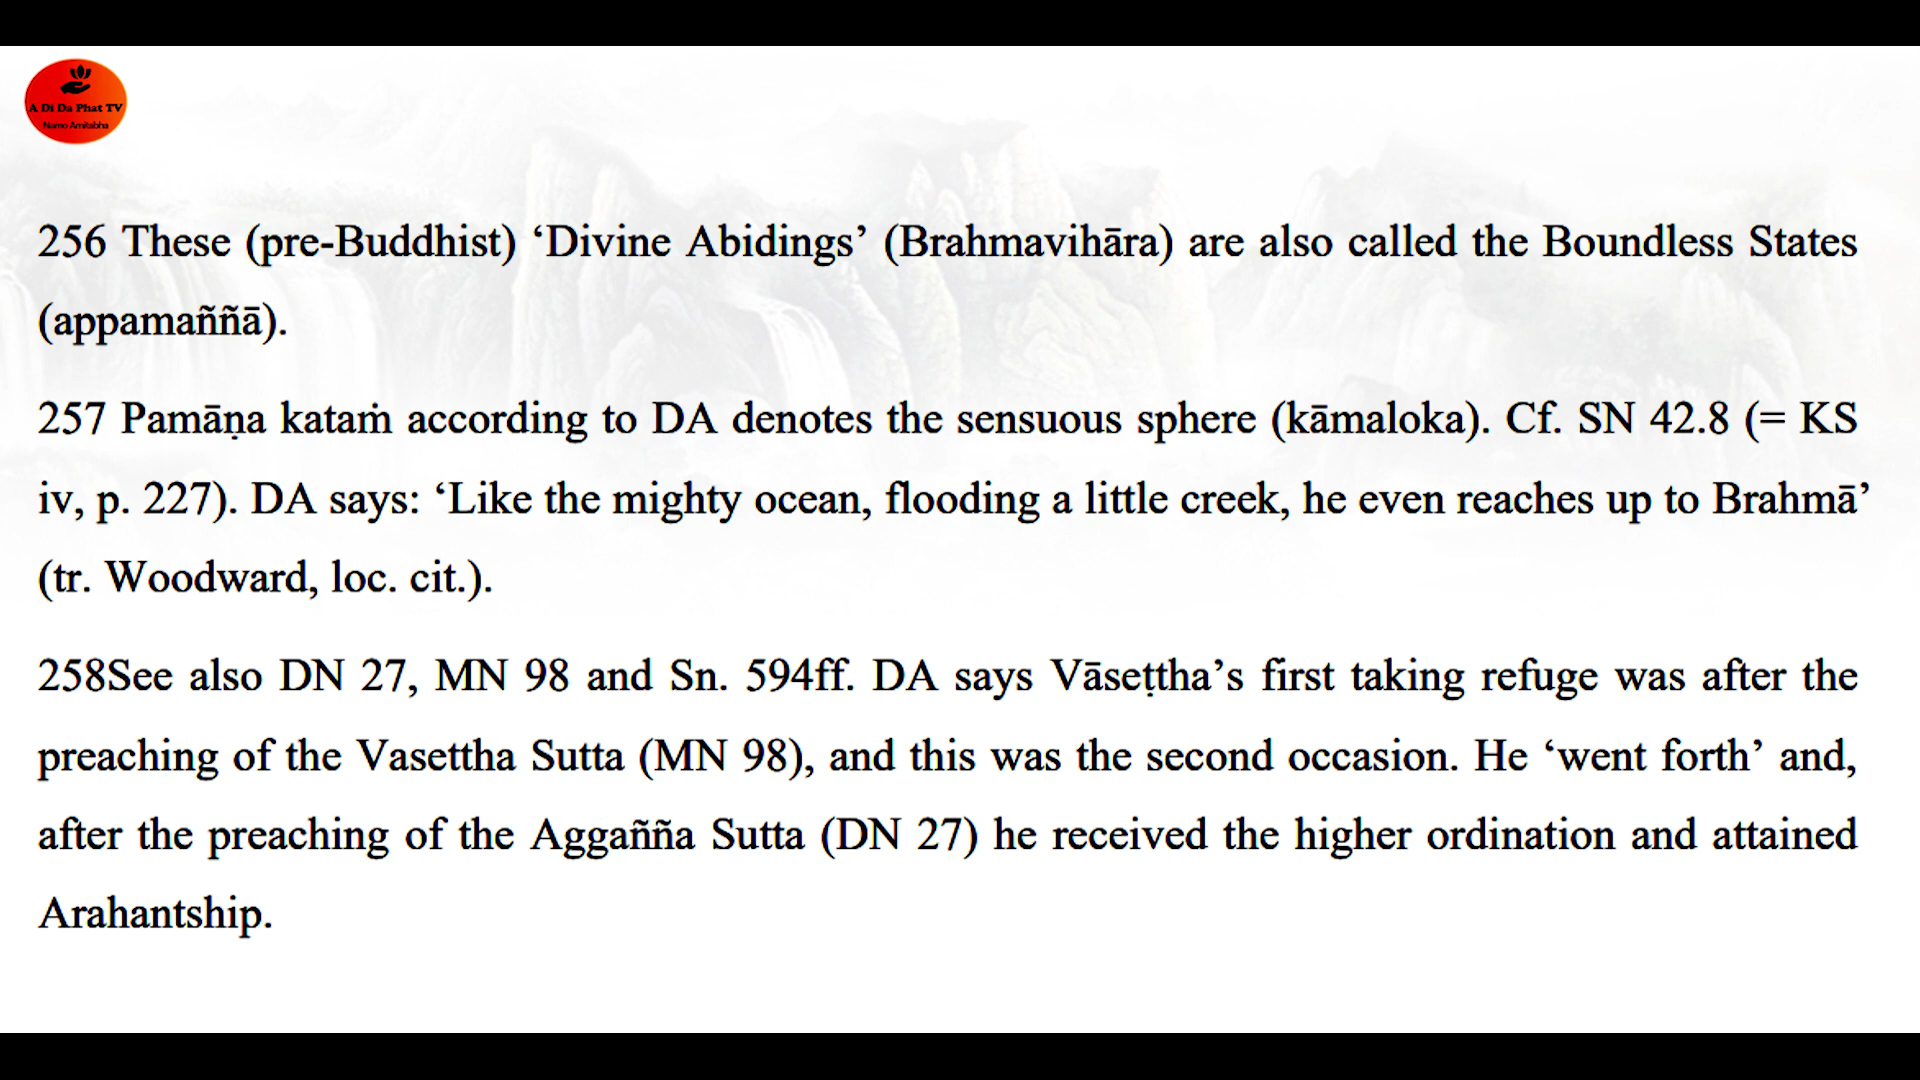 A Di Da Phat TV
Namo Amitabha
256 These (pre-Buddhist) ‘Divine Abidings’ (Brahmavihāra) are also called the Boundless States
(appamaññā).
257 Pamāṇa kataṁ according to DA denotes the sensuous sphere (kāmaloka). Cf. SN 42.8 (= KS
iv, p. 227). DA says: ‘Like the mighty ocean, flooding a little creek, he even reaches up to Brahmā’
(tr. Woodward, loc. cit.).
258See also DN 27, MN 98 and Sn. 594ff. DA says Vāseṭtha’s first taking refuge was after the
preaching of the Vasettha Sutta (MN 98), and this was the second occasion. He ‘went forth’ and,
after the preaching of the Aggañña Sutta (DN 27) he received the higher ordination and attained
Arahantship.